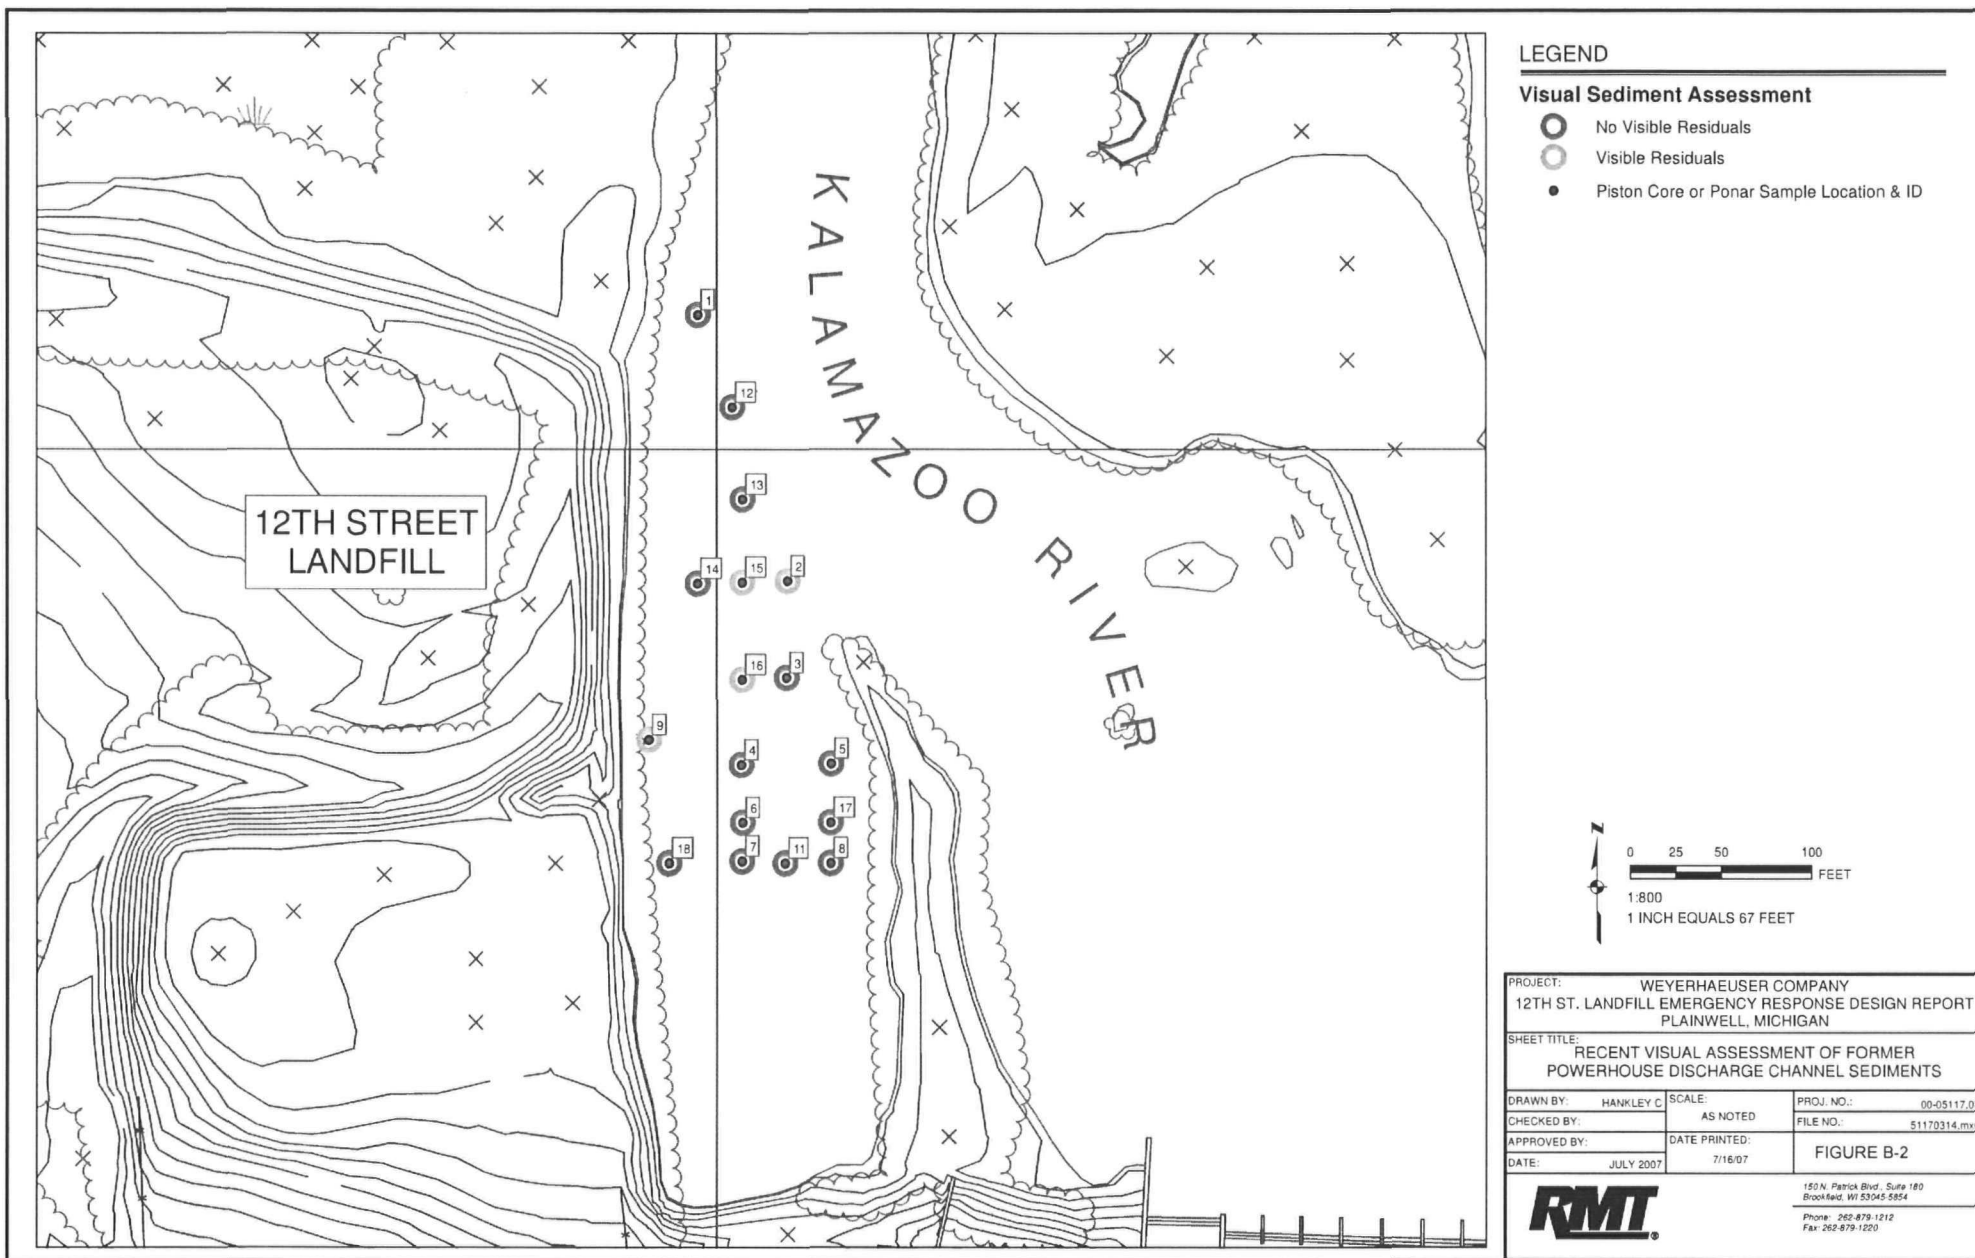 LEGEND
Visual Sediment Assessment
No Visible Residuals
Visible Residuals
Piston Core or Ponar Sample Location & ID
KALAMAZOO RIVER
12TH STREET
LANDFILL
1
12
13
14
15
2
16
3
9
4
5
6
17
18
7
11
8
N
0 25 50 100
FEET
1:800
1 INCH EQUALS 67 FEET
PROJECT: WEYERHAEUSER COMPANY
12TH ST. LANDFILL EMERGENCY RESPONSE DESIGN REPORT
PLAINWELL, MICHIGAN
SHEET TITLE:
RECENT VISUAL ASSESSMENT OF FORMER
POWERHOUSE DISCHARGE CHANNEL SEDIMENTS
DRAWN BY: HANKLEY C
SCALE:
AS NOTED
PROJ. NO.: 00-05117.0
CHECKED BY:
FILE NO.: 51170314.mx
APPROVED BY:
DATE PRINTED:
7/16/07
FIGURE B-2
DATE: JULY 2007
RMT®
150 N. Patrick Blvd., Suite 180
Brookfield, WI 53045-5854
Phone: 262-879-1212
Fax: 262-879-1220